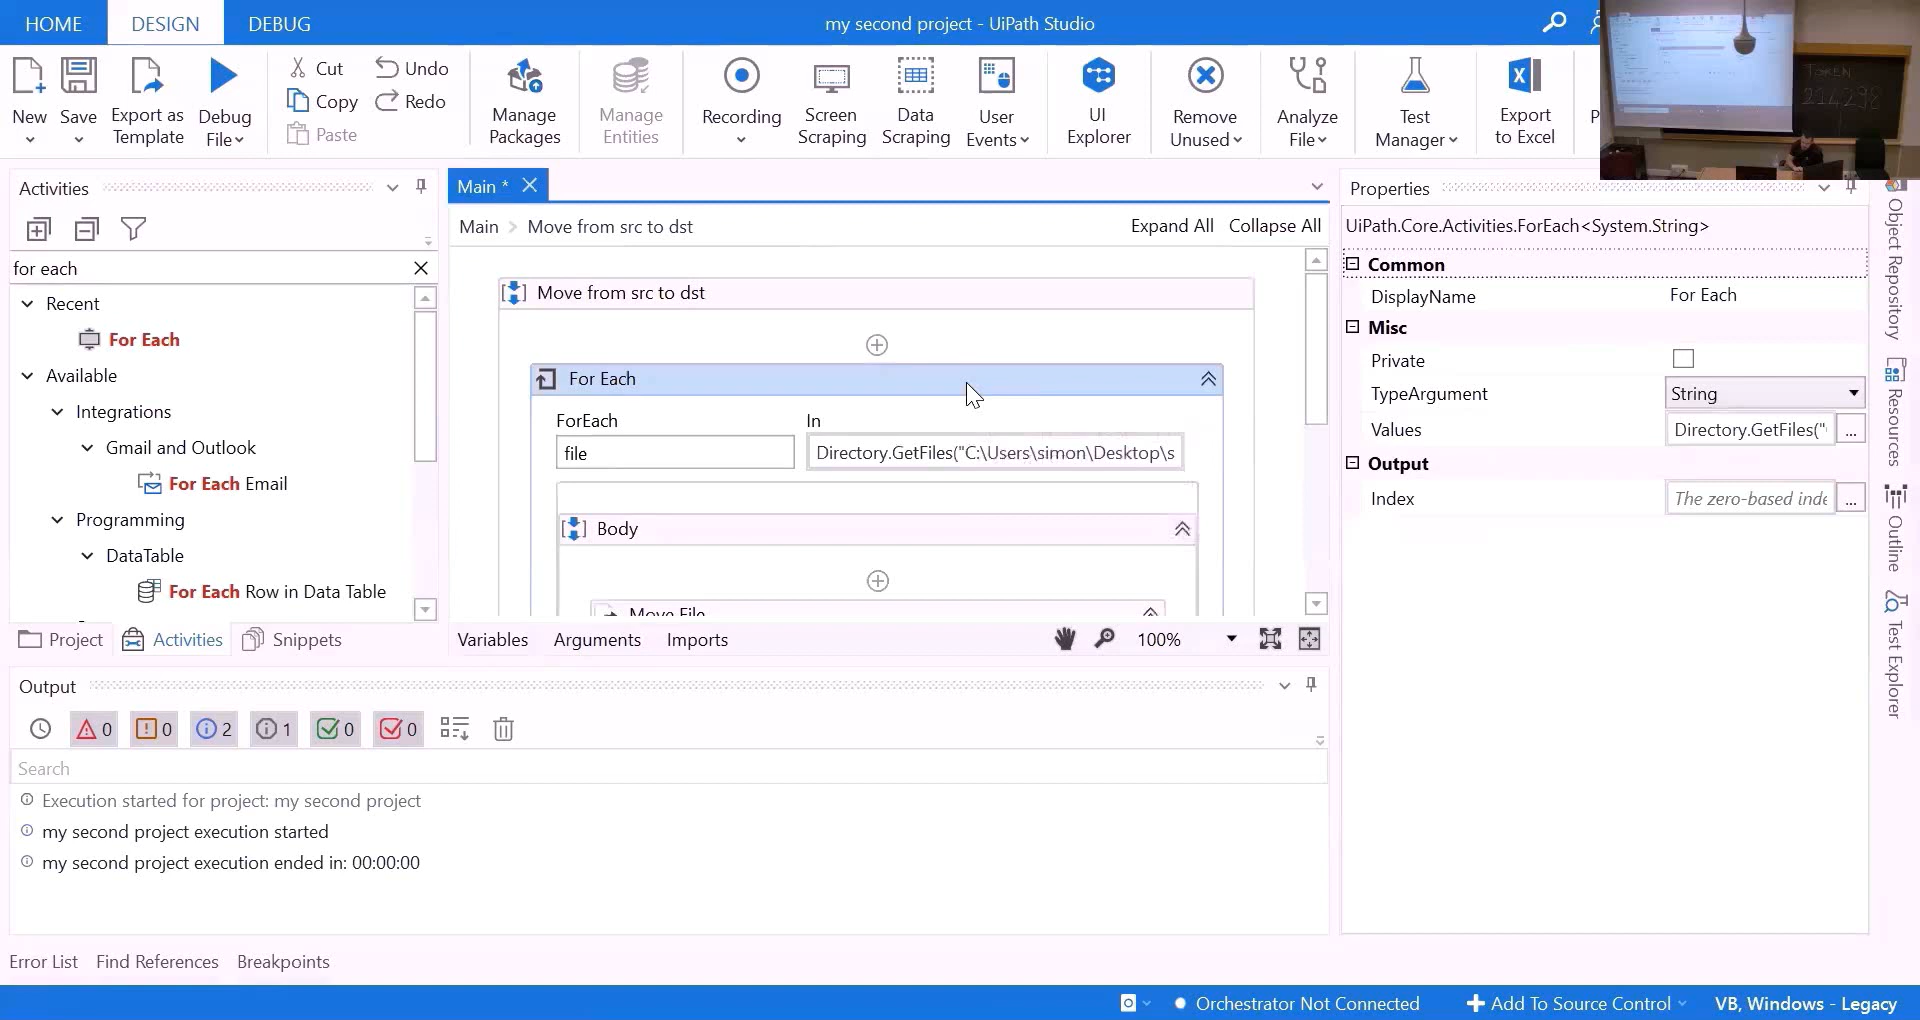 HOME
DESIGN
DEBUG
my second project - UiPath Studio
New
Save
Export as Template
Debug File
Cut
Copy
Paste
Undo
Redo
Manage Packages
Manage Entities
Recording
Screen Scraping
Data Scraping
User Events
UI Explorer
Remove Unused
Analyze File
Test Manager
Export to Excel
P
TOKEN
Activities
for each
Recent
For Each
Available
Integrations
Gmail and Outlook
For Each Email
Programming
DataTable
For Each Row in Data Table
Project
Activities
Snippets
Main *
Main > Move from src to dst
Expand All
Collapse All
Move from src to dst
For Each
ForEach
In
file
Directory.GetFiles("C:\Users\simon\Desktop\s
Body
Move File
Variables
Arguments
Imports
100%
Properties
UiPath.Core.Activities.ForEach<System.String>
Common
DisplayName
For Each
Misc
Private
TypeArgument
String
Values
Directory.GetFiles("
...
Output
Index
The zero-based inde
...
Object Repository
Resources
Outline
Test Explorer
Output
0
0
2
1
0
0
Search
Execution started for project: my second project
my second project execution started
my second project execution ended in: 00:00:00
Error List
Find References
Breakpoints
Orchestrator Not Connected
Add To Source Control
VB, Windows - Legacy